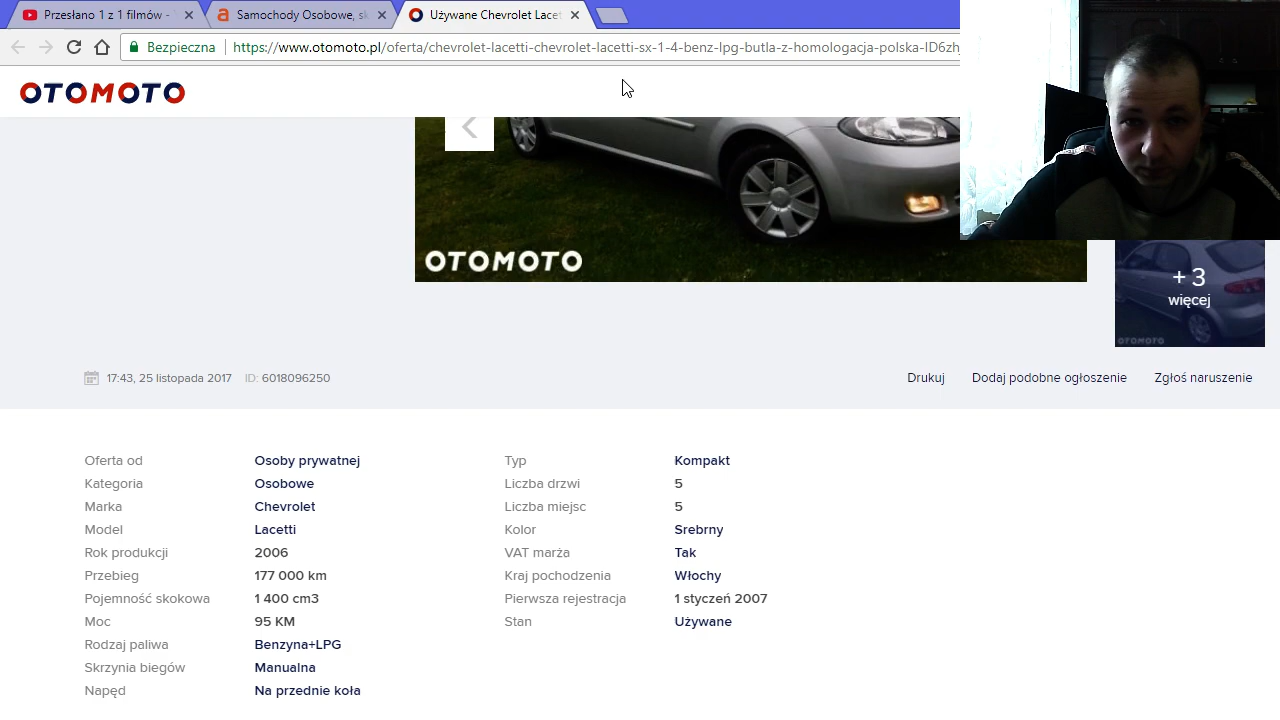 Przesłano 1 z 1 filmów -
Samochody Osobowe, sk
Używane Chevrolet Lacet
Bezpieczna
https://www.otomoto.pl/oferta/chevrolet-lacetti-chevrolet-lacetti-sx-1-4-benz-lpg-butla-z-homologacja-polska-ID6zh
OTOMOTO
OTOMOTO
+ 3
więcej
OTOMOTO
17:43, 25 listopada 2017 ID: 6018096250
Drukuj Dodaj podobne ogłoszenie Zgłoś naruszenie
Oferta od Osoby prywatnej
Kategoria Osobowe
Marka Chevrolet
Model Lacetti
Rok produkcji 2006
Przebieg 177 000 km
Pojemność skokowa 1 400 cm3
Moc 95 KM
Rodzaj paliwa Benzyna+LPG
Skrzynia biegów Manualna
Napęd Na przednie koła
Typ Kompakt
Liczba drzwi 5
Liczba miejsc 5
Kolor Srebrny
VAT marża Tak
Kraj pochodzenia Włochy
Pierwsza rejestracja 1 styczeń 2007
Stan Używane